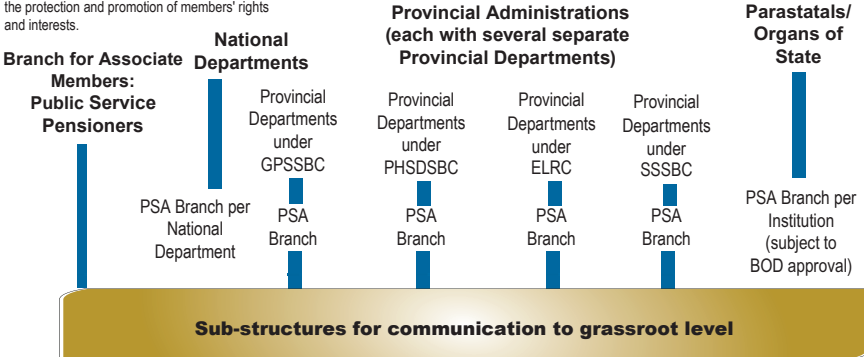 the protection and promotion of members' rights
and interests.
Branch for Associate
Members:
Public Service
Pensioners
National
Departments
Provincial Administrations
(each with several separate
Provincial Departments)
Parastatals/
Organs of
State
Provincial
Departments
under
GPSSBC
Provincial
Departments
under
PHSDSBC
Provincial
Departments
under
ELRC
Provincial
Departments
under
SSSBC
PSA Branch per
National
Department
PSA
Branch
PSA
Branch
PSA
Branch
PSA
Branch
PSA Branch per
Institution
(subject to
BOD approval)
Sub-structures for communication to grassroot level